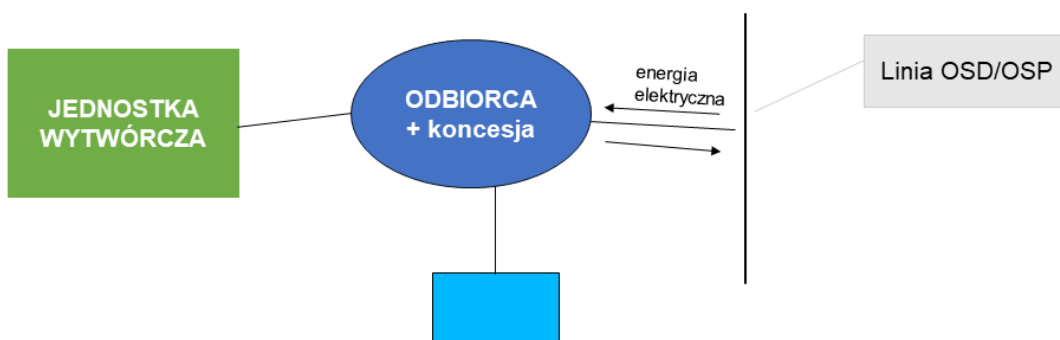 JEDNOSTKA
WYTWÓRCZA
ODBIORCA
+ koncesja
energia
elektryczna
Linia OSD/OSP